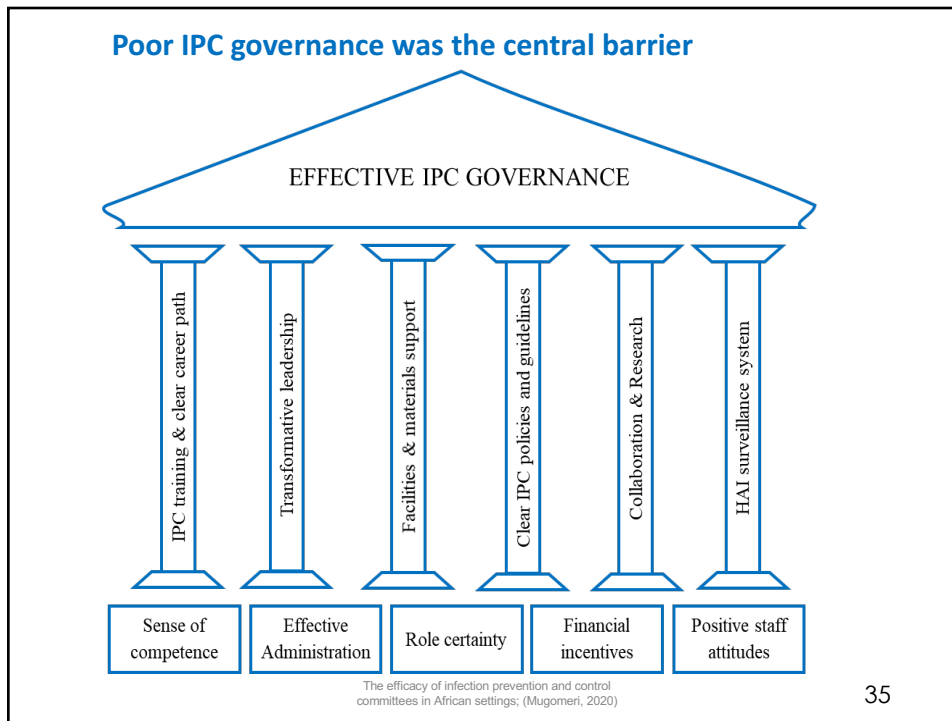 Poor IPC governance was the central barrier
EFFECTIVE IPC GOVERNANCE
IPC training & clear career path
Transformative leadership
Facilities & materials support
Clear IPC policies and guidelines
Collaboration & Research
HAI surveillance system
Sense of
competence
Effective
Administration
Role certainty
Financial
incentives
Positive staff
attitudes
The efficacy of infection prevention and control
committees in African settings; (Mugomeri, 2020)
35